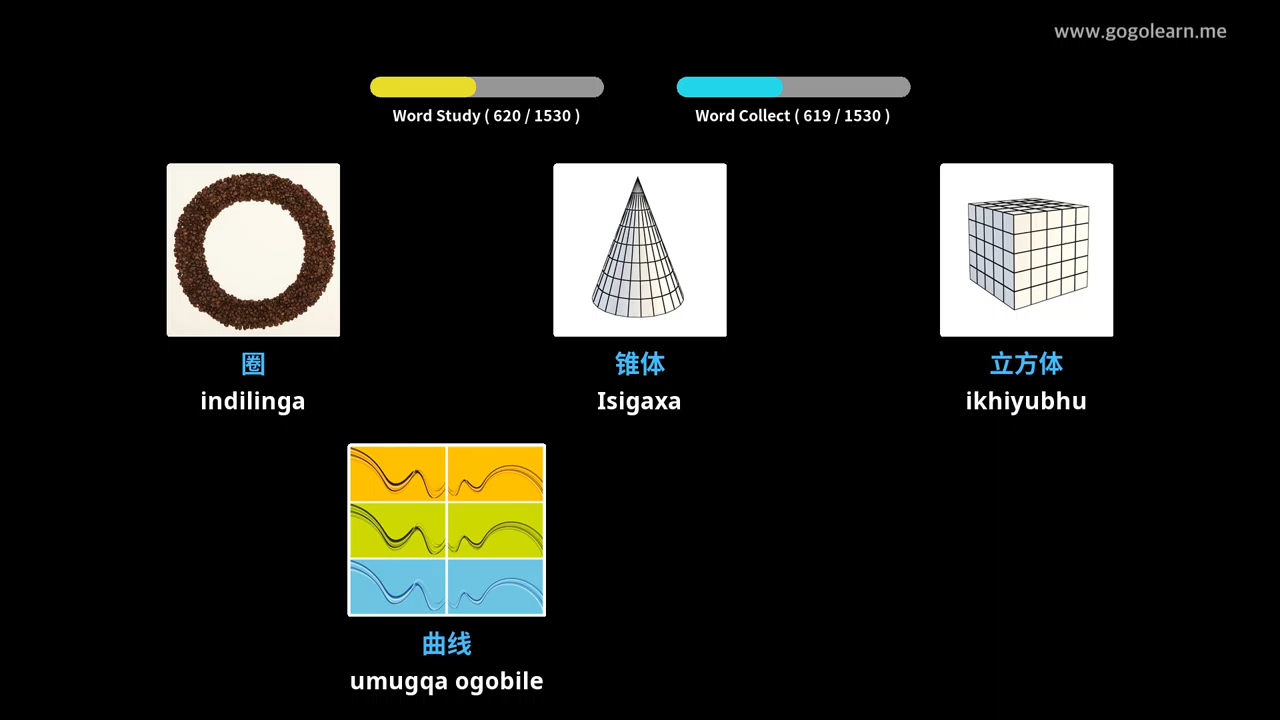 www.gogolearn.me
Word Study ( 620 / 1530 )
Word Collect ( 619 / 1530 )
圈
indilinga
锥体
Isigaxa
立方体
ikhiyubhu
曲线
umugqa ogobile